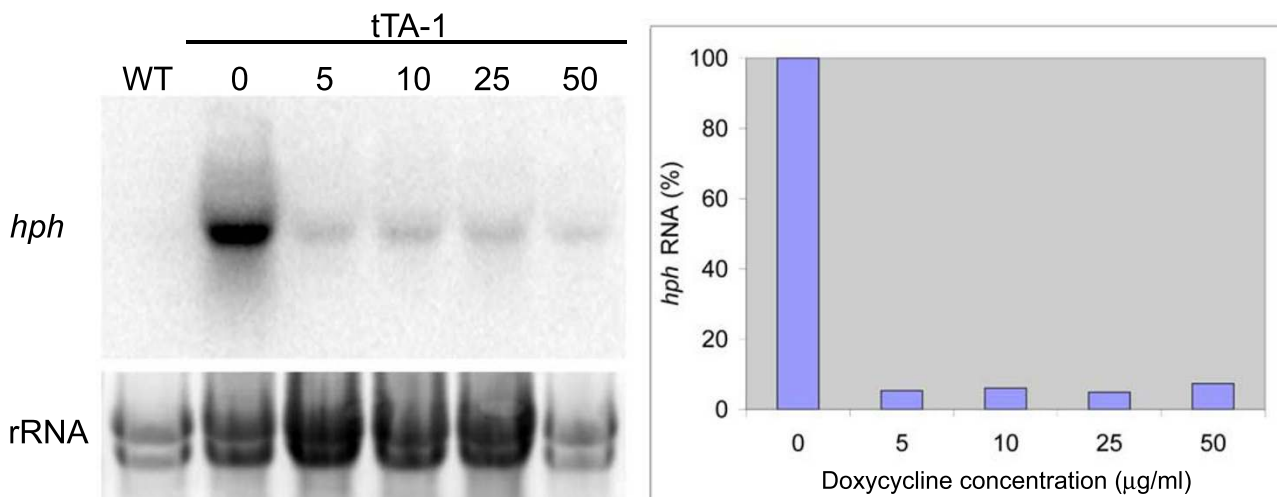 tTA-1
WT 0 5 10 25 50
hph
rRNA
100
80
60
40
20
0
hph RNA (%)
0 5 10 25 50
Doxycycline concentration (µg/ml)